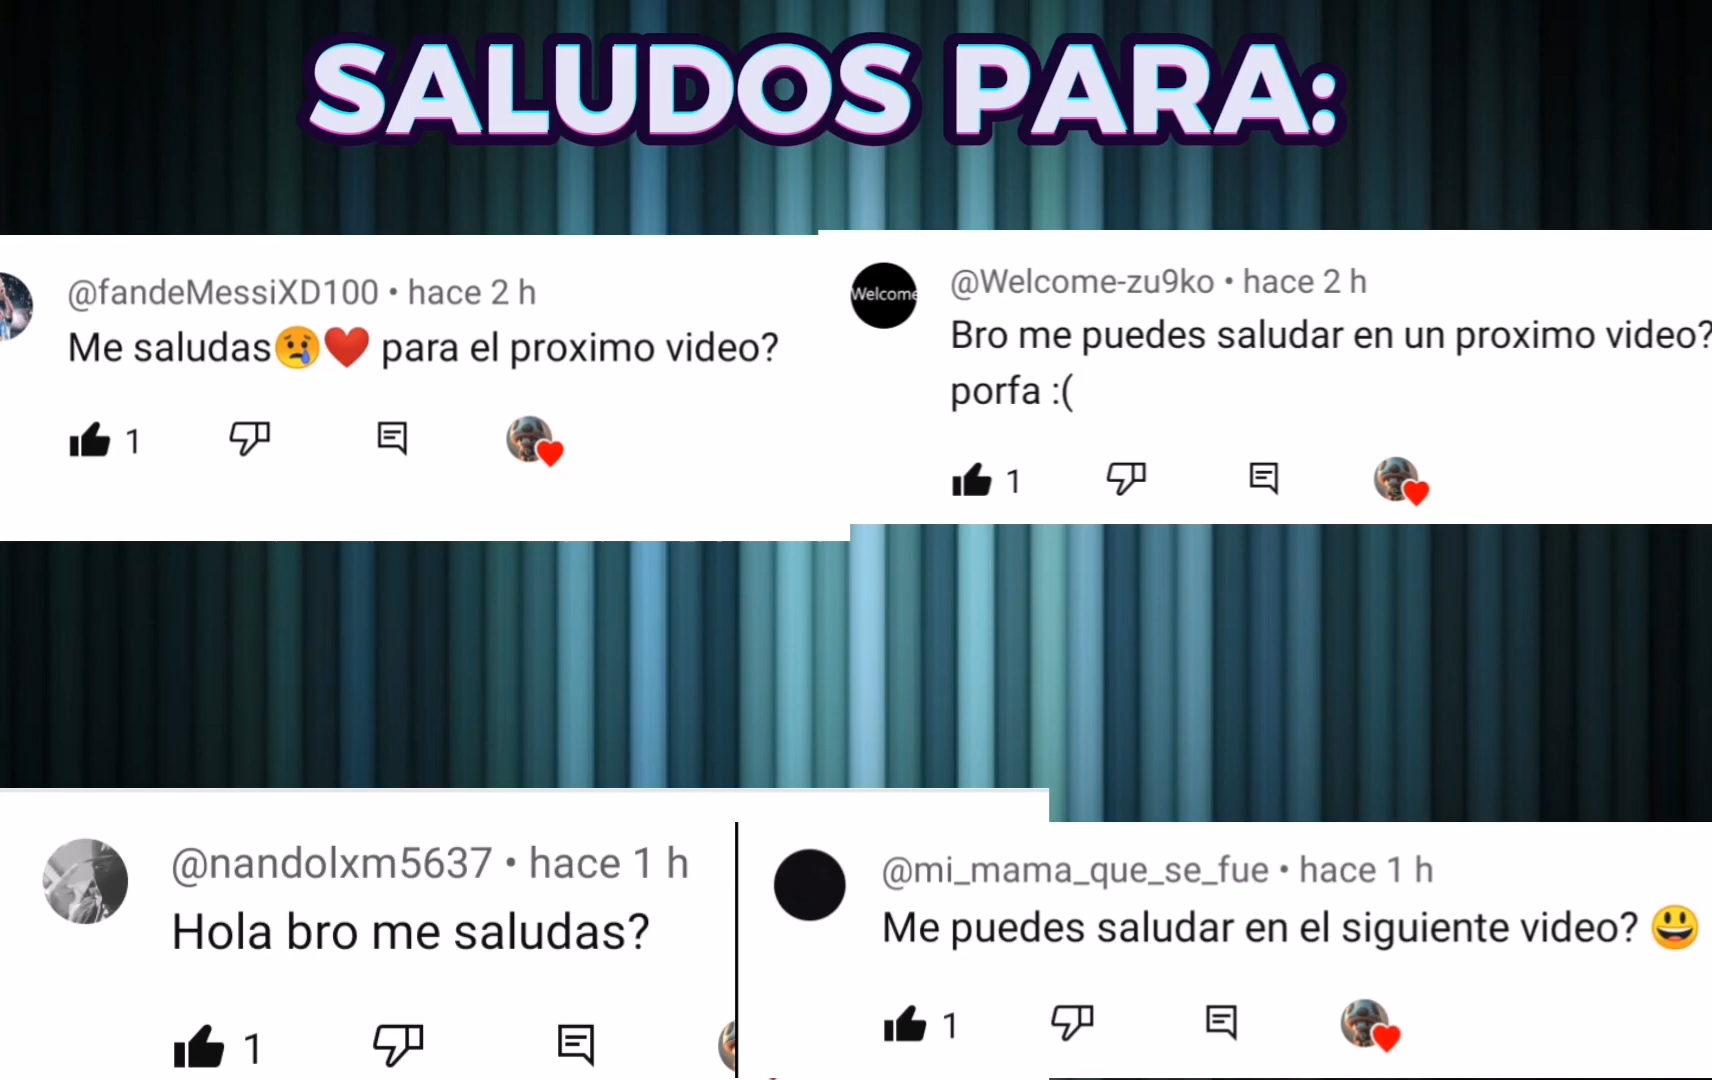 SALUDOS PARA:
@fandeMessiXD100 • hace 2 h
Me saludas😢❤️ para el proximo video?
1
Welcome
@Welcome-zu9ko • hace 2 h
Bro me puedes saludar en un proximo video?
porfa :(
1
@nandolxm5637 • hace 1 h
Hola bro me saludas?
1
@mi_mama_que_se_fue • hace 1 h
Me puedes saludar en el siguiente video? 😃
1